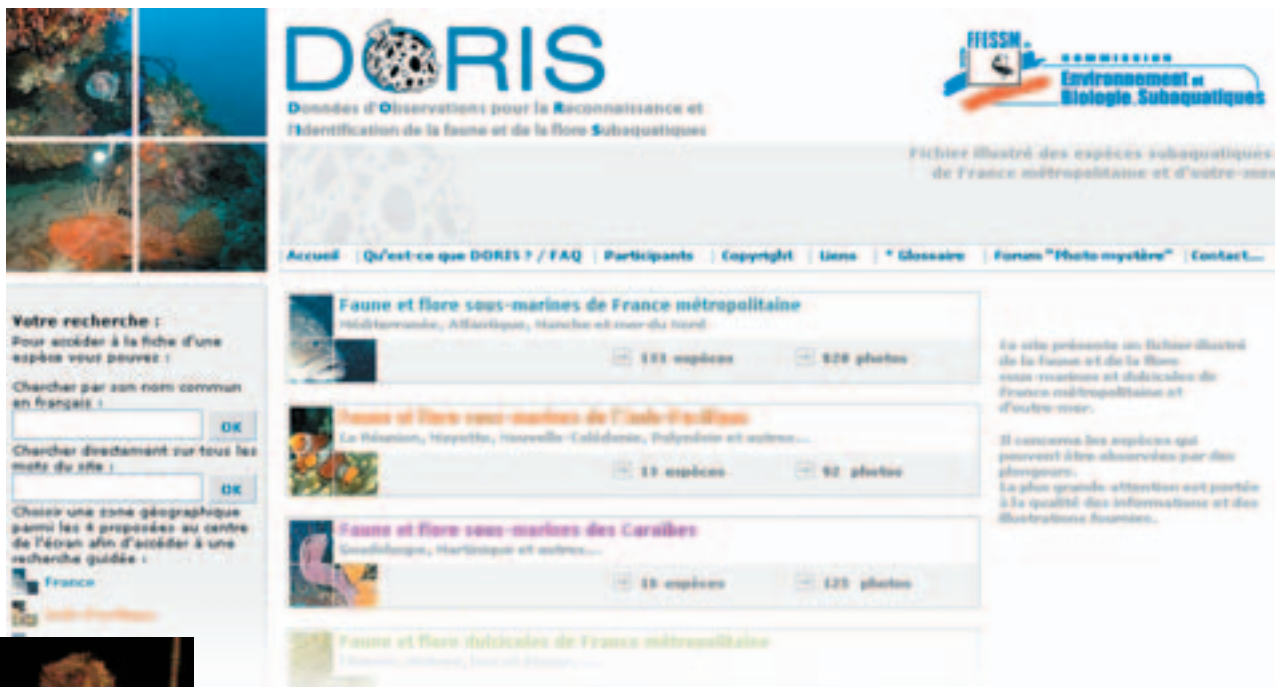 DORIS
Données d'Observations pour la Reconnaissance et
l'Identification de la faune et de la flore Subaquatiques
FFESSM
COMMISSION
Environnement et
Biologie Subaquatiques
Fichier illustré des espèces subaquatiques
de France métropolitaine et d'outre-mer
Accueil | Qu'est-ce que DORIS ? / FAQ | Participants | Copyright | Liens | * Glossaire | Forum "Photo mystère" | Contact...
Votre recherche :
Pour accéder à la fiche d'une
espèce vous pouvez :
Chercher par son nom commun
en français :
OK
Chercher directement sur tous les
mots du site :
OK
Choisir une zone géographique
parmi les 4 proposées au centre
de l'écran afin d'accéder à une
recherche guidée :
France
Indo-Pacifique
Faune et flore sous-marines de France métropolitaine
Méditerranée, Atlantique, Manche et mer du Nord
espèces
photos
Faune et flore sous-marines de l'Indo-Pacifique
La Réunion, Mayotte, Nouvelle-Calédonie, Polynésie et autres...
espèces
92 photos
Faune et flore sous-marines des Caraïbes
Guadeloupe, Martinique et autres...
espèces
125 photos
Faune et flore dulcicoles de France métropolitaine
Ce site présente un fichier illustré
de la faune et de la flore
sous-marines et dulcicoles de
France métropolitaine et
d'outre-mer.
Il concerne les espèces qui
peuvent être observées par des
plongeurs.
La plus grande attention est portée
à la qualité des informations et des
illustrations fournies.